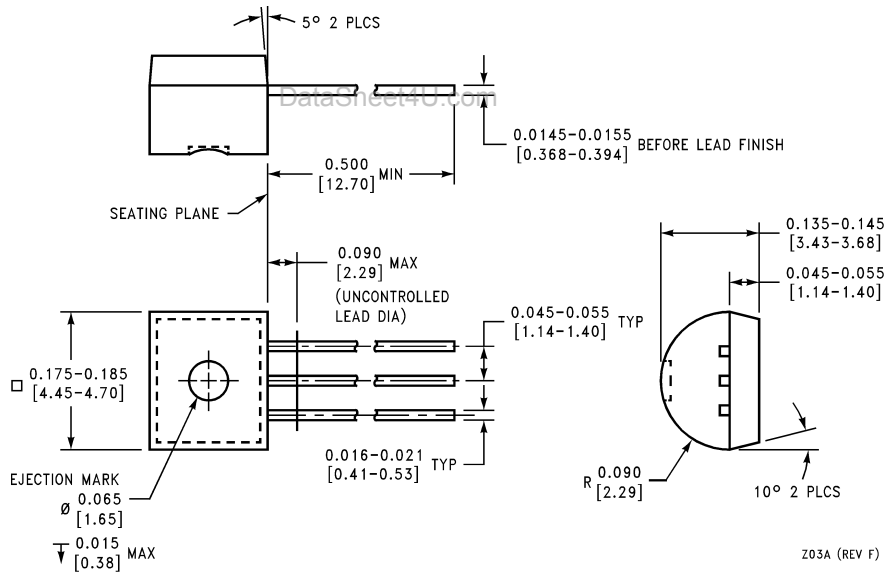 5° 2 PLCS
DataSheet4U.com
0.0145-0.0155
[0.368-0.394] BEFORE LEAD FINISH
0.500
[12.70] MIN
SEATING PLANE
0.135-0.145
[3.43-3.68]
0.090
[2.29] MAX
(UNCONTROLLED
LEAD DIA)
0.045-0.055
[1.14-1.40]
0.045-0.055
[1.14-1.40] TYP
□ 0.175-0.185
[4.45-4.70]
0.016-0.021
[0.41-0.53] TYP
EJECTION MARK
Ø 0.065
[1.65]
0.015
[0.38] MAX
R 0.090
[2.29]
10° 2 PLCS
Z03A (REV F)